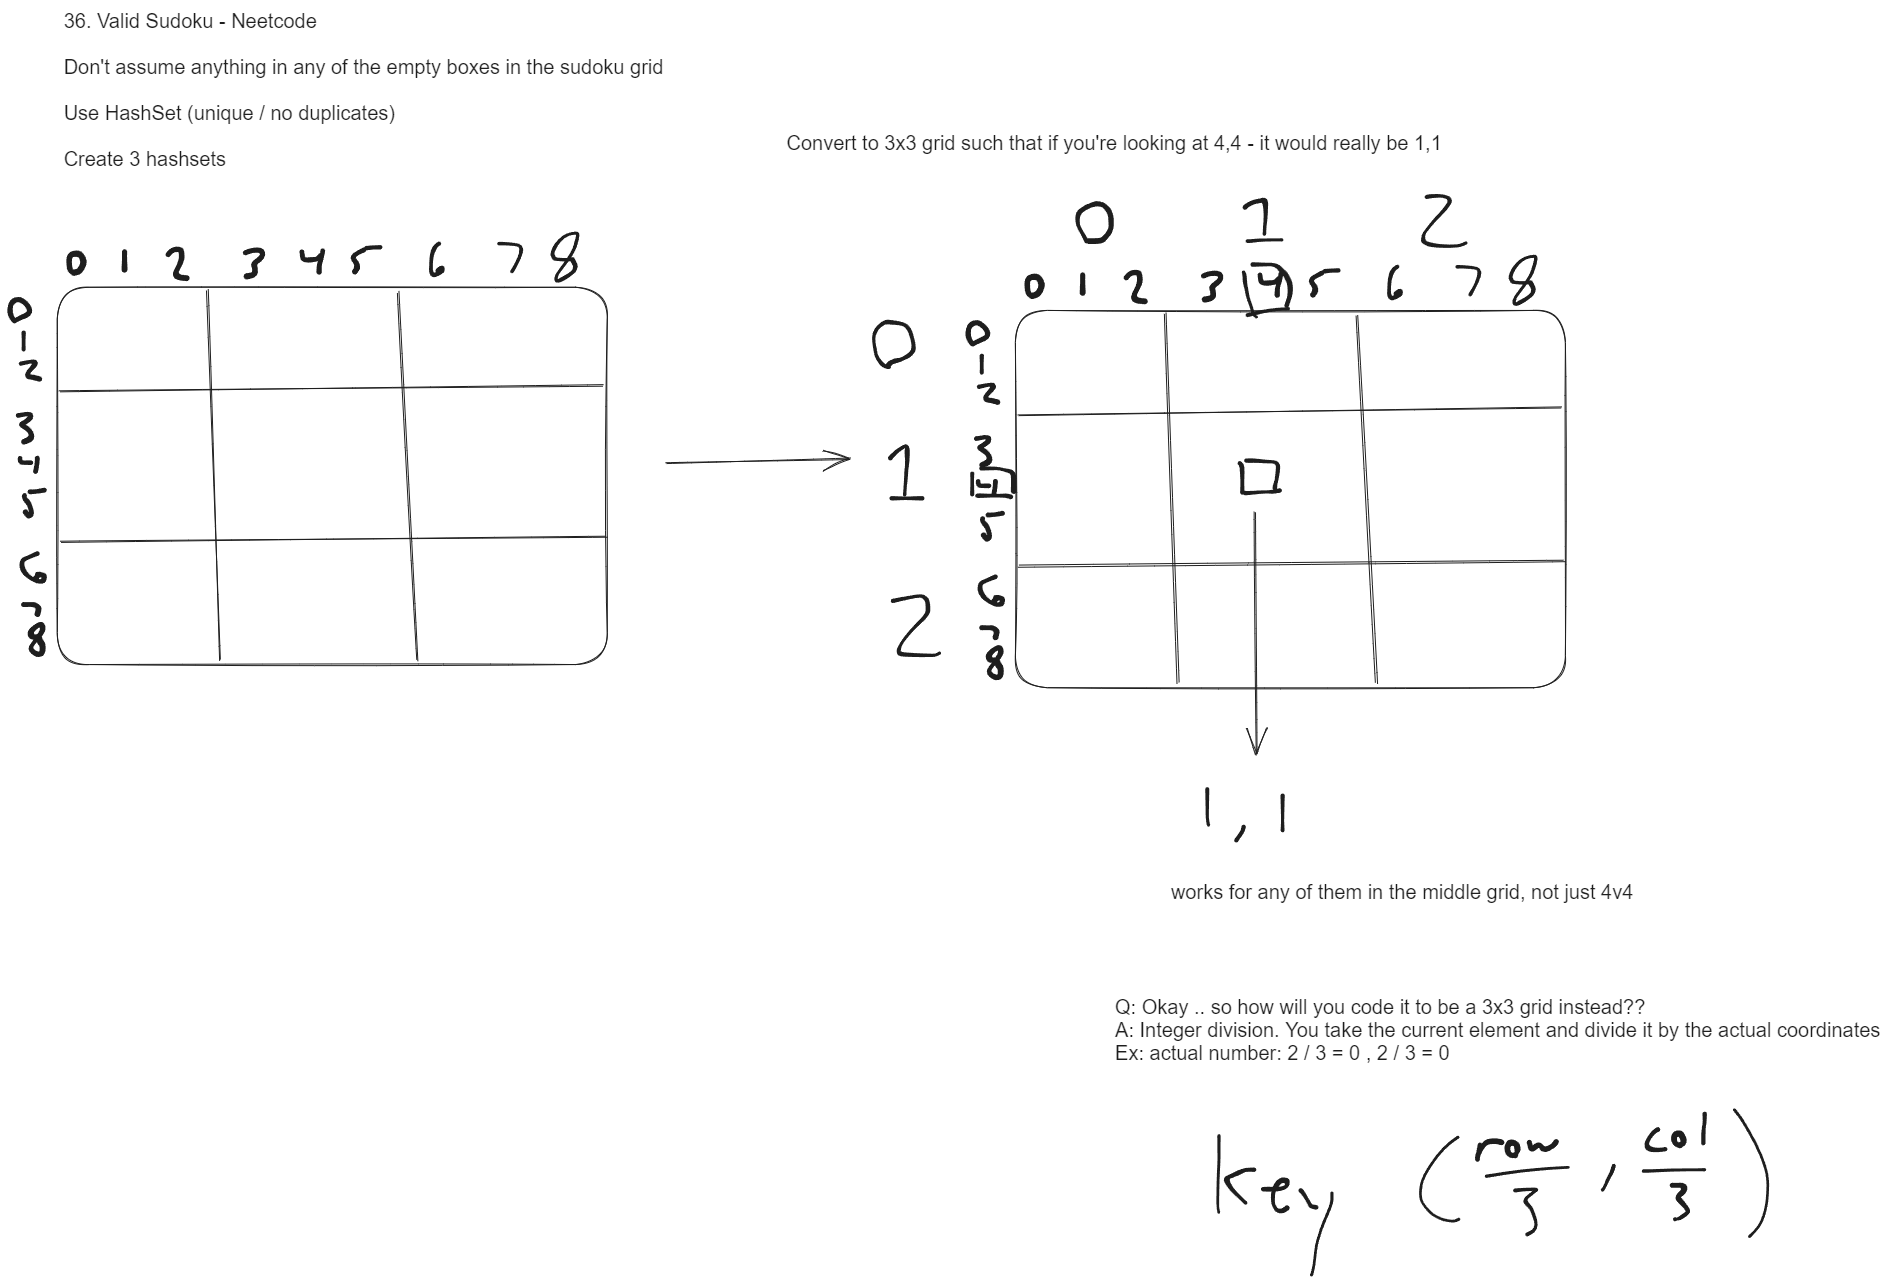 36. Valid Sudoku - Neetcode
Don't assume anything in any of the empty boxes in the sudoku grid
Use HashSet (unique / no duplicates)
Create 3 hashsets
0 1 2 3 4 5 6 7 8
0
1
2
3
4
5
6
7
8
Convert to 3x3 grid such that if you're looking at 4,4 - it would really be 1,1
0 1 2
0 1 2 3 4 5 6 7 8
0
1
2
0
1
2
3
4
5
6
7
8
1, 1
works for any of them in the middle grid, not just 4v4
Q: Okay .. so how will you code it to be a 3x3 grid instead??
A: Integer division. You take the current element and divide it by the actual coordinates
Ex: actual number: 2 / 3 = 0 , 2 / 3 = 0
key (row/3, col/3)